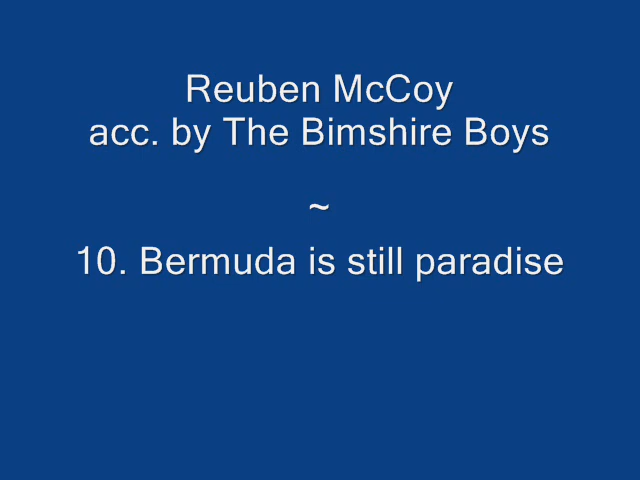 Reuben McCoy
acc. by The Bimshire Boys
~
10. Bermuda is still paradise